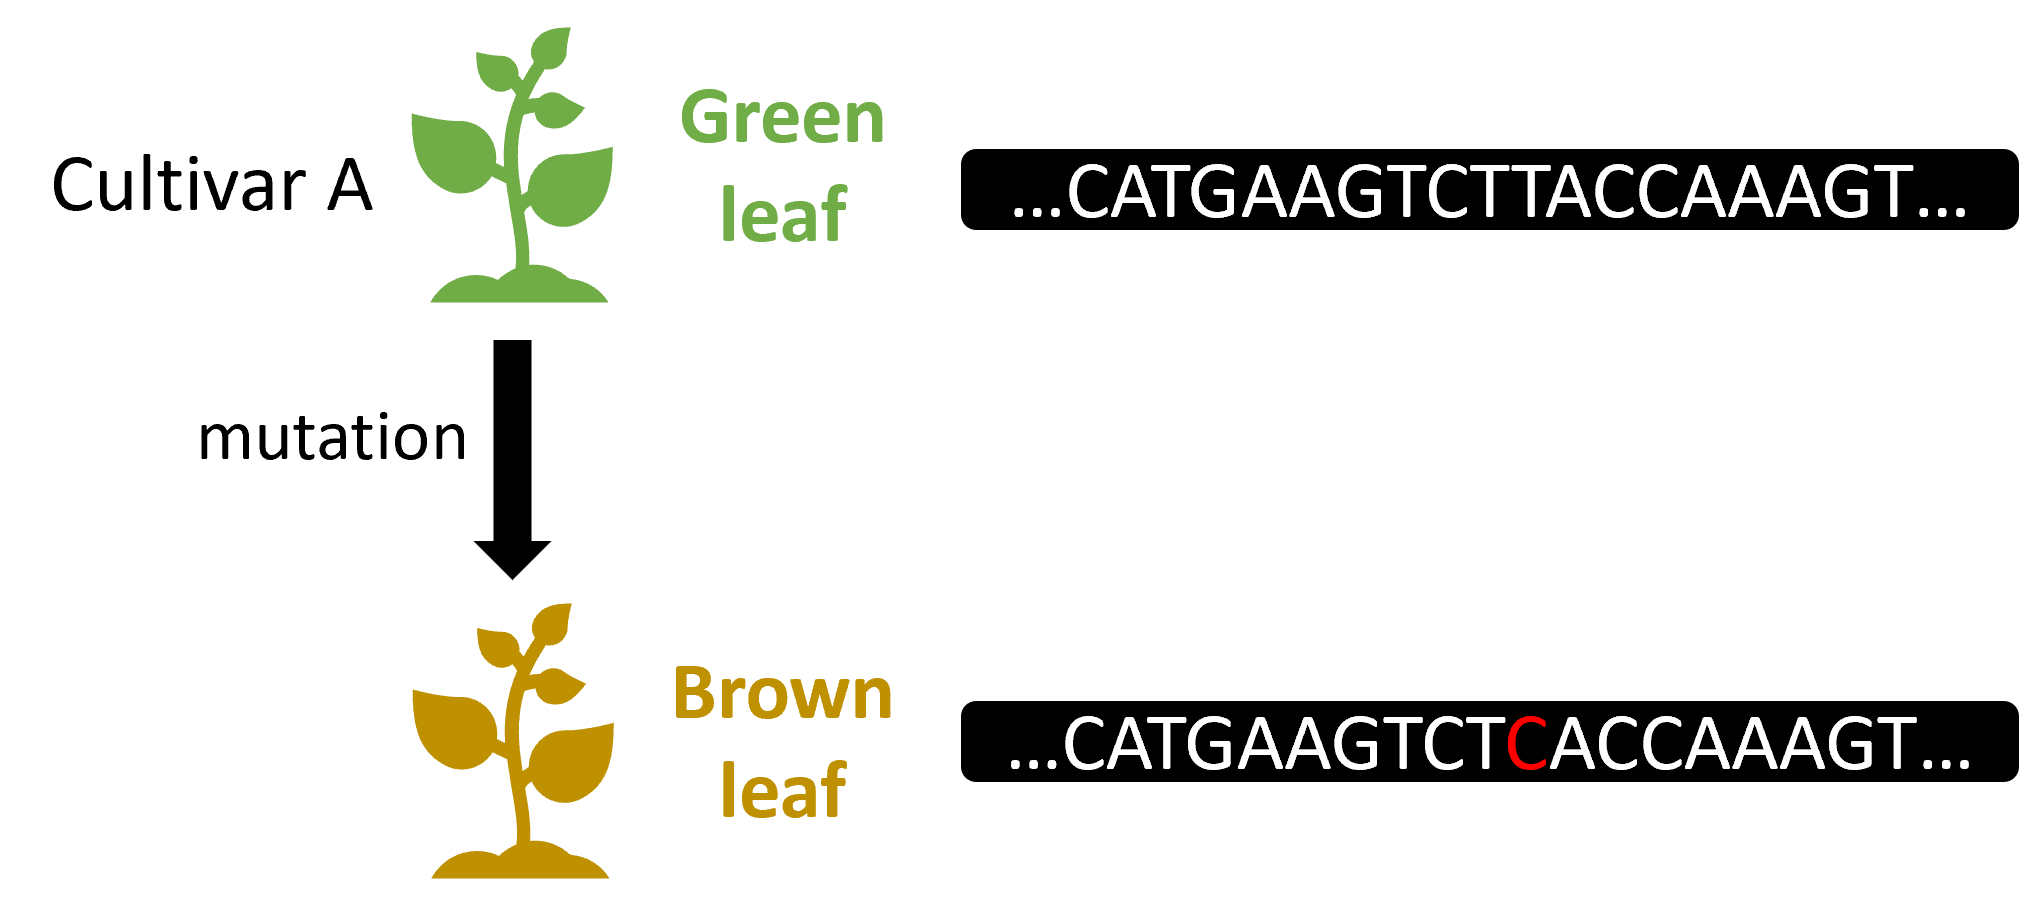 Cultivar A
Green
leaf
...CATGAAGTCTTACCAAAGT...
mutation
Brown
leaf
...CATGAAGTCTCACCAAAGT...